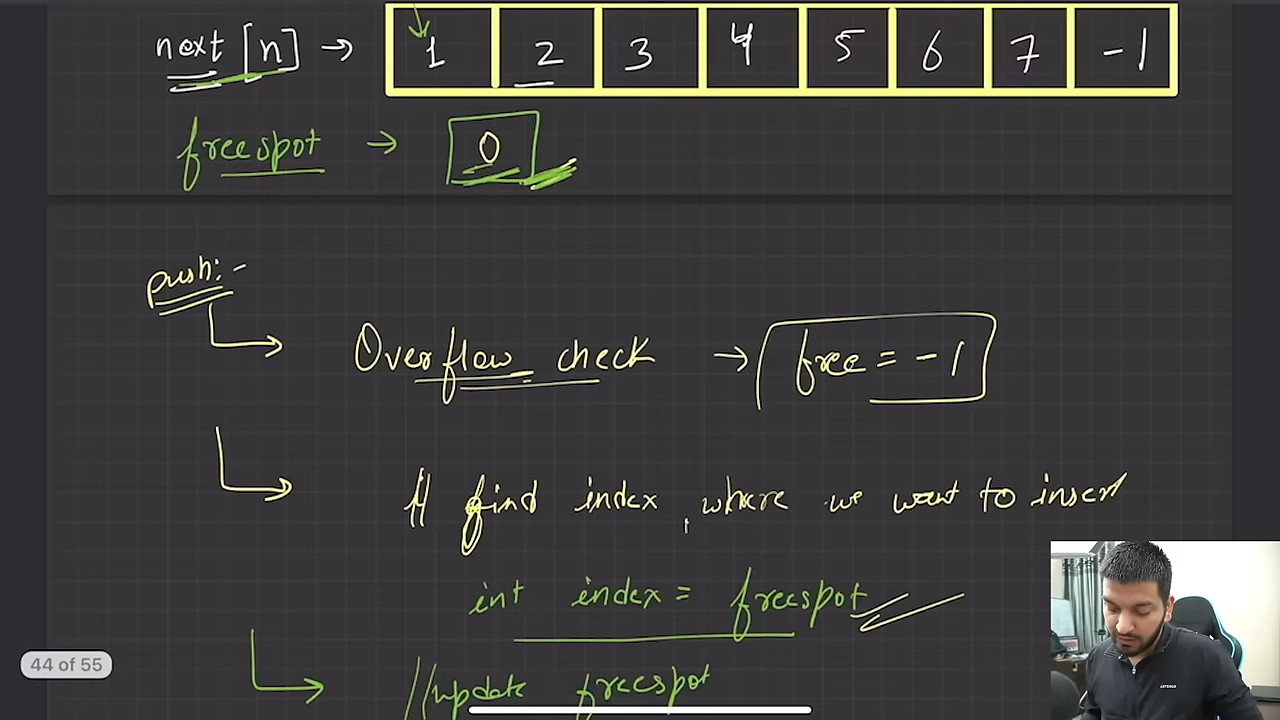 next [n] → 1 2 3 4 5 6 7 -1
freespot → 0
push:-
Overflow check → free = -1
// find index, where we want to insert
int index = freespot
//update freespot
44 of 55
ARTENGO